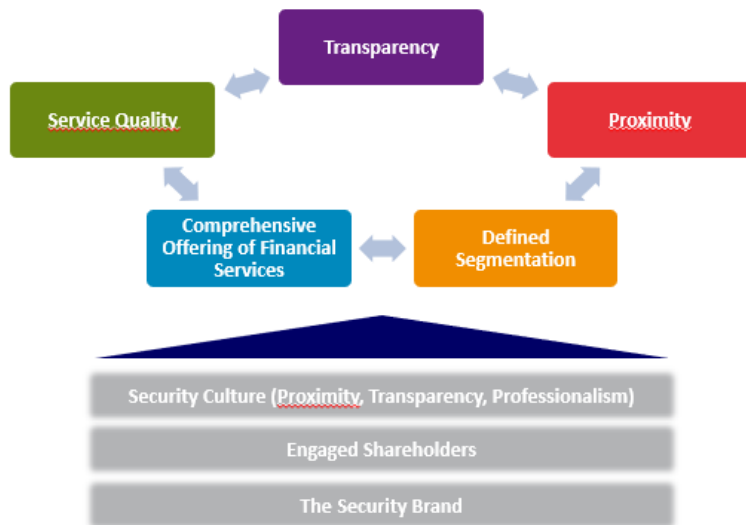 Transparency
Service Quality
Proximity
Comprehensive
Offering of Financial
Services
Defined
Segmentation
Security Culture (Proximity, Transparency, Professionalism)
Engaged Shareholders
The Security Brand